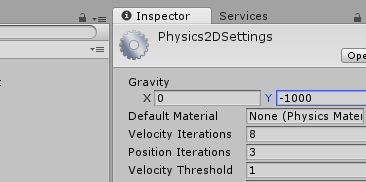 Inspector Services
Physics2DSettings
Ope
Gravity
X 0 Y -1000
Default Material None (Physics Mater
Velocity Iterations 8
Position Iterations 3
Velocity Threshold 1